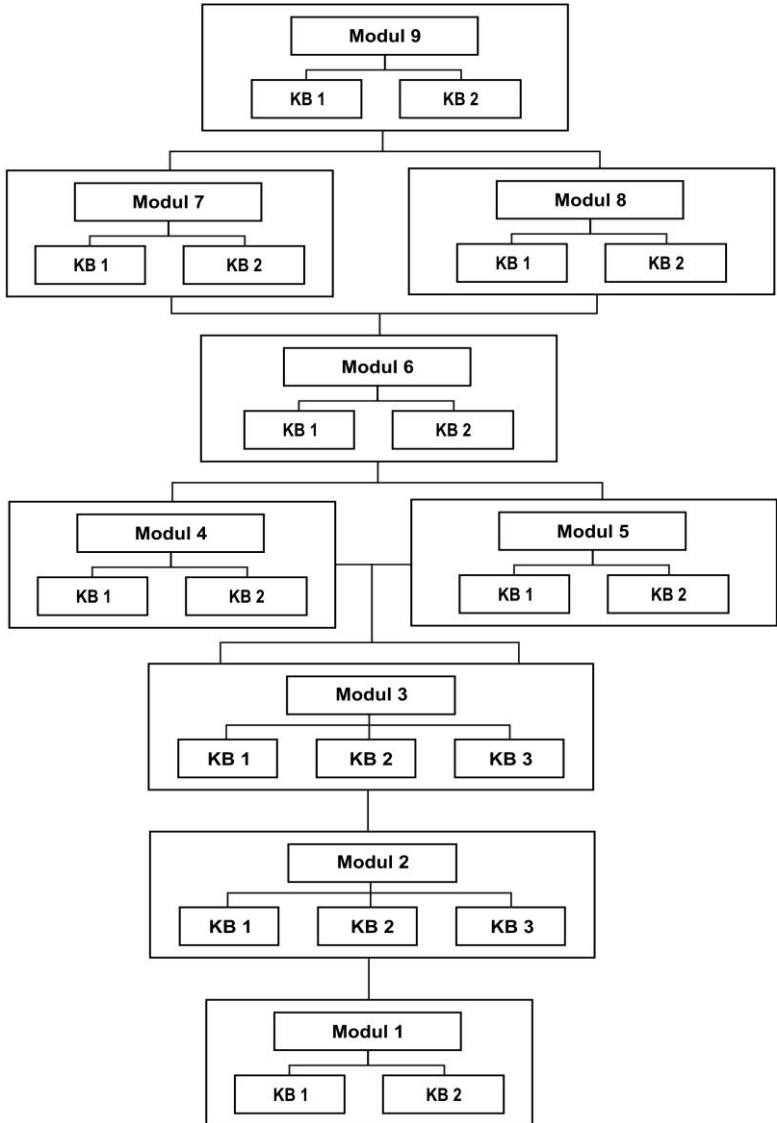 Modul 9
KB 1 KB 2
Modul 7
KB 1 KB 2
Modul 8
KB 1 KB 2
Modul 6
KB 1 KB 2
Modul 4
KB 1 KB 2
Modul 5
KB 1 KB 2
Modul 3
KB 1 KB 2 KB 3
Modul 2
KB 1 KB 2 KB 3
Modul 1
KB 1 KB 2